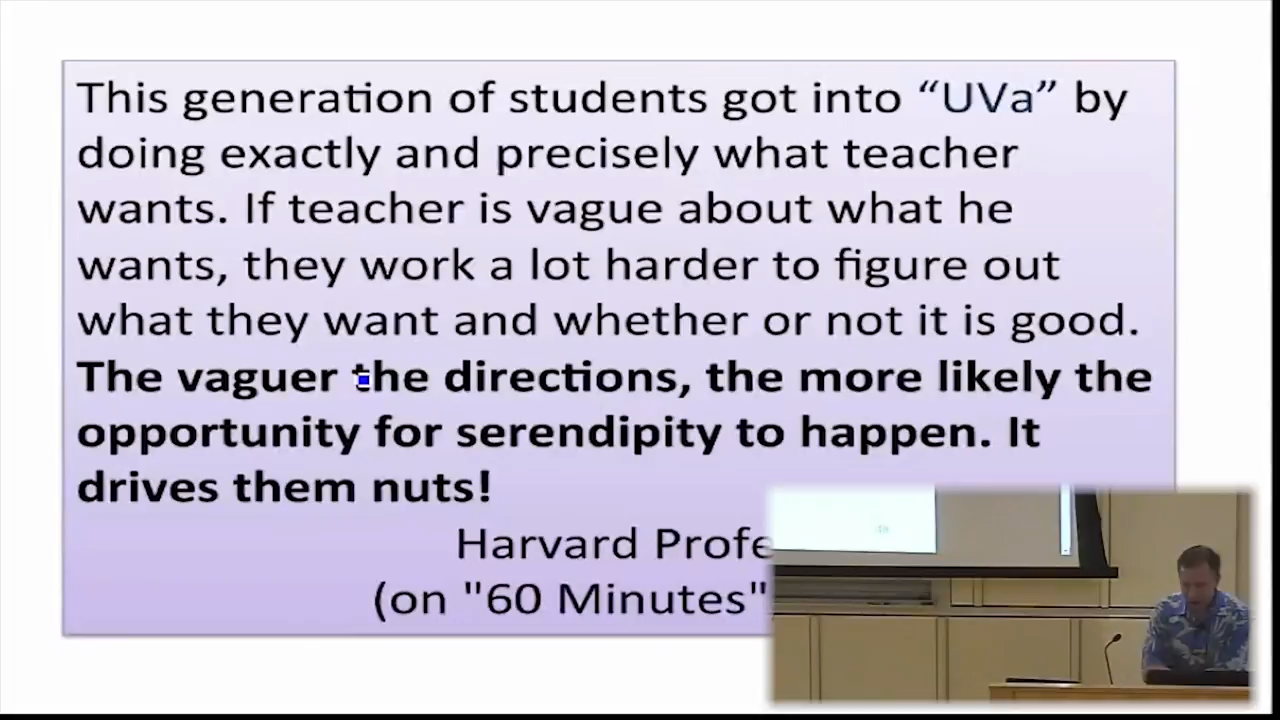 This generation of students got into “UVa” by
doing exactly and precisely what teacher
wants. If teacher is vague about what he
wants, they work a lot harder to figure out
what they want and whether or not it is good.
The vaguer the directions, the more likely the
opportunity for serendipity to happen. It
drives them nuts!
Harvard
(on "60 Minutes"